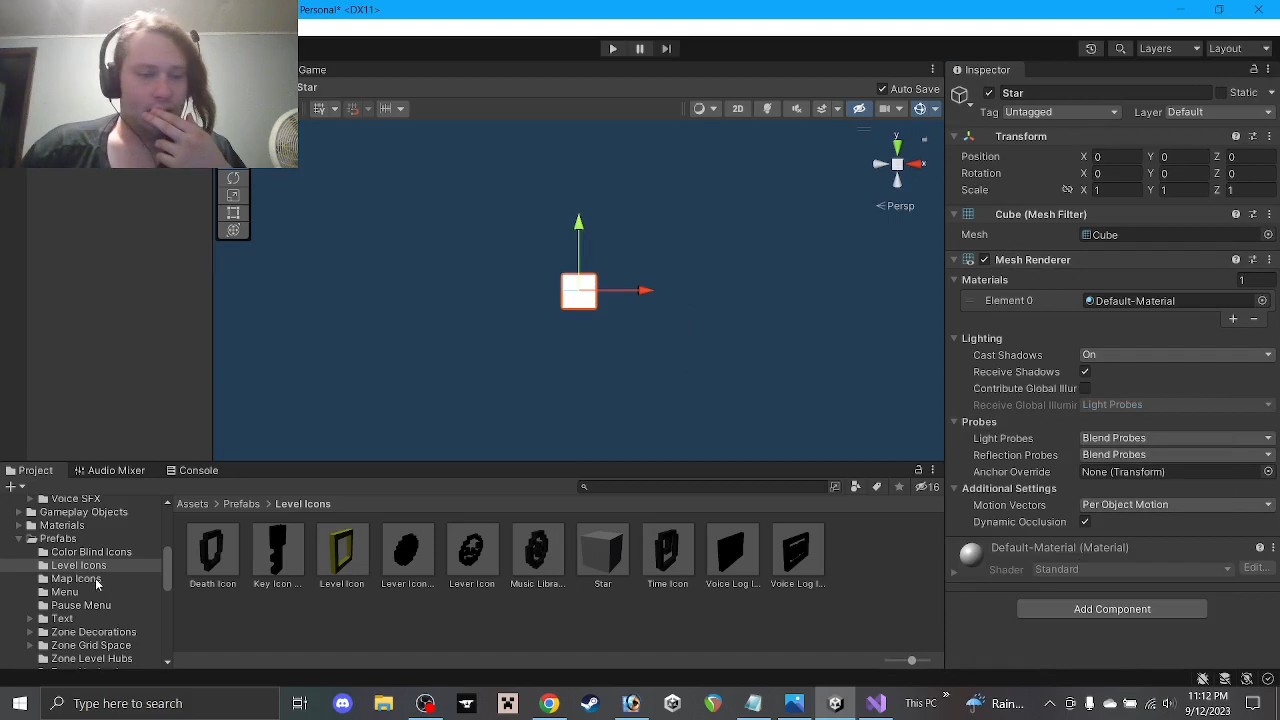 Personal* <DX11>
Layers
Layout
Game
Inspector
Star
Auto Save
Star
Static
Tag Untagged Layer Default
2D
Transform
Position X 0 Y 0 Z 0
Rotation X 0 Y 0 Z 0
Scale X 1 Y 1 Z 1
y
x
Persp
Cube (Mesh Filter)
Mesh Cube
Mesh Renderer
Materials 1
Element 0 Default-Material
Lighting
Cast Shadows On
Receive Shadows
Contribute Global Illur
Receive Global Illumir Light Probes
Probes
Light Probes Blend Probes
Reflection Probes Blend Probes
Anchor Override None (Transform)
Additional Settings
Motion Vectors Per Object Motion
Dynamic Occlusion
Default-Material (Material)
Shader Standard Edit...
Add Component
Project Audio Mixer Console
16
Voice SFX
Gameplay Objects
Materials
Prefabs
Color Blind Icons
Level Icons
Map Icons
Menu
Pause Menu
Text
Zone Decorations
Zone Grid Space
Zone Level Hubs
Assets Prefabs Level Icons
Death Icon Key Icon ... Level Icon Lever Icon... Lever Icon Music Libra... Star Time Icon Voice Log I... Voice Log I...
Type here to search
This PC
Rain...
11:12 PM
9/12/2023